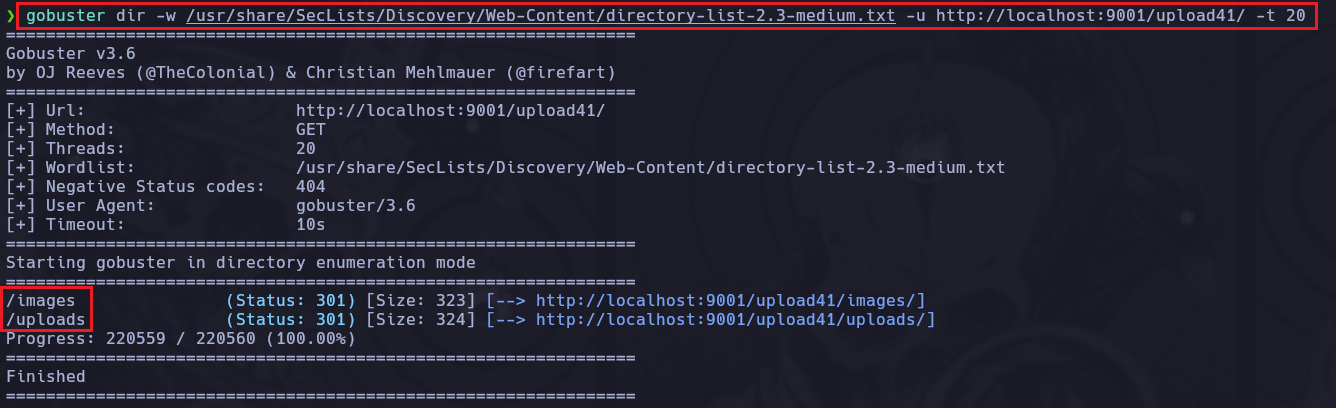 ❯ gobuster dir -w /usr/share/SecLists/Discovery/Web-Content/directory-list-2.3-medium.txt -u http://localhost:9001/upload41/ -t 20
===============================================================
Gobuster v3.6
by OJ Reeves (@TheColonial) & Christian Mehlmauer (@firefart)
===============================================================
[+] Url:                     http://localhost:9001/upload41/
[+] Method:                  GET
[+] Threads:                 20
[+] Wordlist:                /usr/share/SecLists/Discovery/Web-Content/directory-list-2.3-medium.txt
[+] Negative Status codes:   404
[+] User Agent:              gobuster/3.6
[+] Timeout:                 10s
===============================================================
Starting gobuster in directory enumeration mode
===============================================================
/images               (Status: 301) [Size: 323] [--> http://localhost:9001/upload41/images/]
/uploads              (Status: 301) [Size: 324] [--> http://localhost:9001/upload41/uploads/]
Progress: 220559 / 220560 (100.00%)
===============================================================
Finished
===============================================================